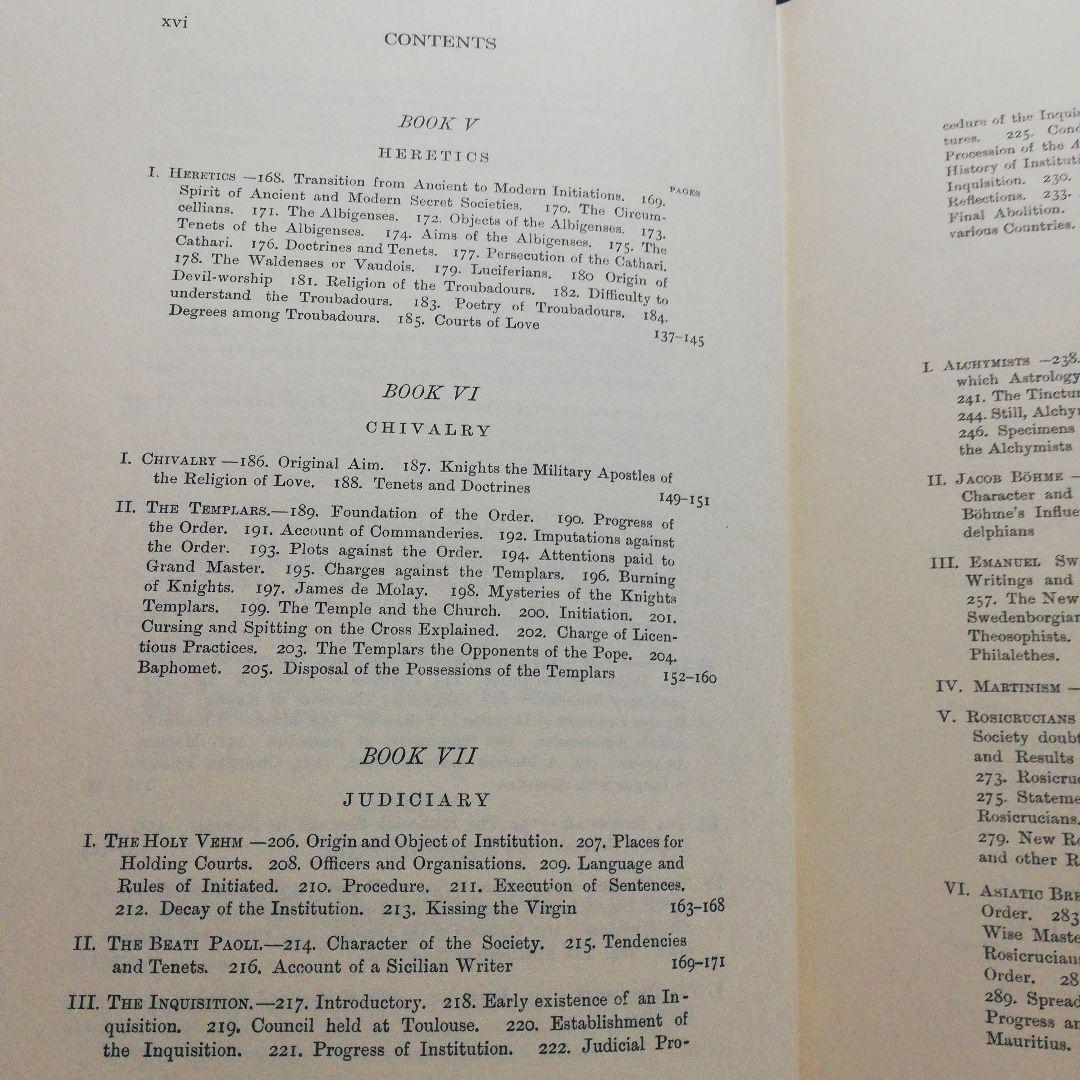 xvi
CONTENTS
BOOK V
HERETICS
PAGES
I. HERETICS —168. Transition from Ancient to Modern Initiations. 169.
Spirit of Ancient and Modern Secret Societies. 170. The Circum-
cellians. 171. The Albigenses. 172. Objects of the Albigenses. 173.
Tenets of the Albigenses. 174. Aims of the Albigenses. 175. The
Cathari. 176. Doctrines and Tenets. 177. Persecution of the Cathari.
178. The Waldenses or Vaudois. 179. Luciferians. 180 Origin of
Devil-worship 181. Religion of the Troubadours. 182. Difficulty to
understand the Troubadours. 183. Poetry of Troubadours. 184.
Degrees among Troubadours. 185. Courts of Love 137-145
BOOK VI
CHIVALRY
I. CHIVALRY —186. Original Aim. 187. Knights the Military Apostles of
the Religion of Love. 188. Tenets and Doctrines 149-151
II. THE TEMPLARS.—189. Foundation of the Order. 190. Progress of
the Order. 191. Account of Commanderies. 192. Imputations against
the Order. 193. Plots against the Order. 194. Attentions paid to
Grand Master. 195. Charges against the Templars. 196. Burning
of Knights. 197. James de Molay. 198. Mysteries of the Knights
Templars. 199. The Temple and the Church. 200. Initiation. 201.
Cursing and Spitting on the Cross Explained. 202. Charge of Licen-
tious Practices. 203. The Templars the Opponents of the Pope. 204.
Baphomet. 205. Disposal of the Possessions of the Templars 152-160
BOOK VII
JUDICIARY
I. THE HOLY VEHM —206. Origin and Object of Institution. 207. Places for
Holding Courts. 208. Officers and Organisations. 209. Language and
Rules of Initiated. 210. Procedure. 211. Execution of Sentences.
212. Decay of the Institution. 213. Kissing the Virgin 163-168
II. THE BEATI PAOLI.—214. Character of the Society. 215. Tendencies
and Tenets. 216. Account of a Sicilian Writer 169-171
III. THE INQUISITION.—217. Introductory. 218. Early existence of an In-
quisition. 219. Council held at Toulouse. 220. Establishment of
the Inquisition. 221. Progress of Institution. 222. Judicial Pro-
cedure of the Inqui
tures. 225. Cond
Procession of the A
History of Instituti
Inquisition. 230.
Reflections. 233.
Final Abolition.
various Countries.
I. ALCHYMISTS —238.
which Astrology
241. The Tinctur
244. Still, Alchy
246. Specimens
the Alchymists
II. JACOB BÖHME —
Character and
Böhme's Influe
delphians
III. EMANUEL SW
Writings and
257. The New
Swedenborgian
Theosophists.
Philalethes.
IV. MARTINISM —
V. ROSICRUCIANS
Society doubt
and Results
273. Rosicru
275. Stateme
Rosicrucians.
279. New Ro
and other R
VI. ASIATIC BRE
Order. 283
Wise Maste
Rosicrucians
Order. 28
289. Spread
Progress an
Mauritius.